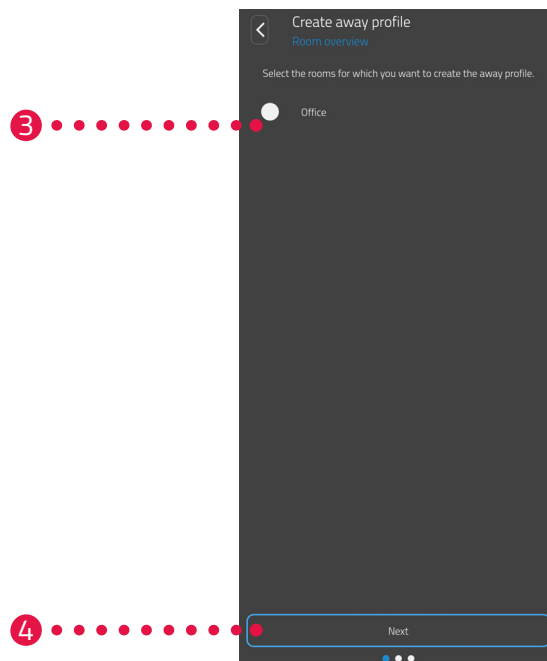 Create away profile
Room overview
Select the rooms for which you want to create the away profile.
3
Office
4
Next